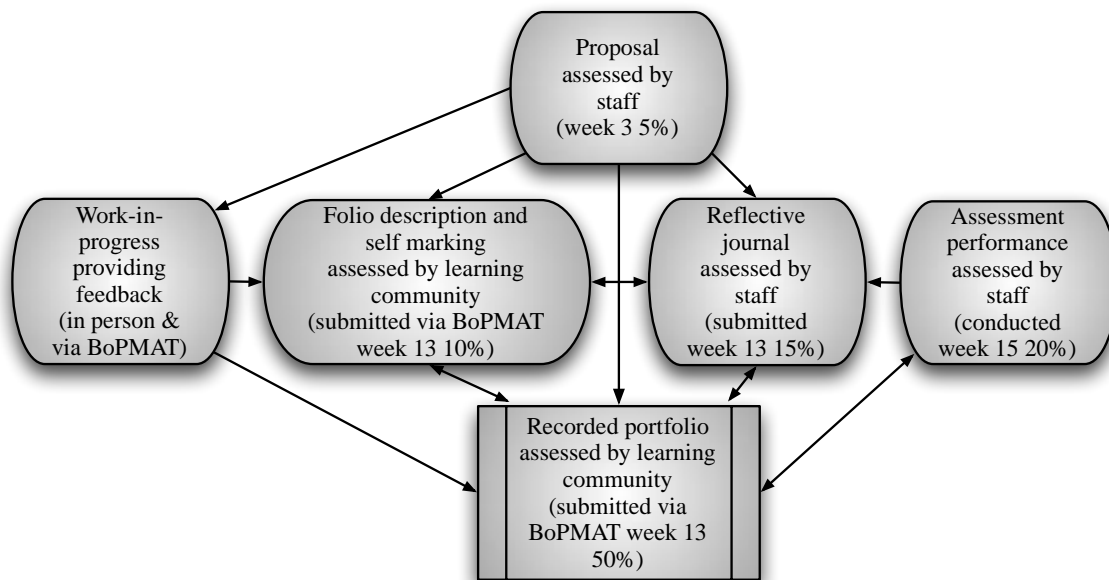 Proposal
assessed by
staff
(week 3 5%)
Work-in-
progress
providing
feedback
(in person &
via BoPMAT)
Folio description and
self marking
assessed by learning
community
(submitted via BoPMAT
week 13 10%)
Reflective
journal
assessed by
staff
(submitted
week 13 15%)
Assessment
performance
assessed by
staff
(conducted
week 15 20%)
Recorded portfolio
assessed by learning
community
(submitted via
BoPMAT week 13
50%)